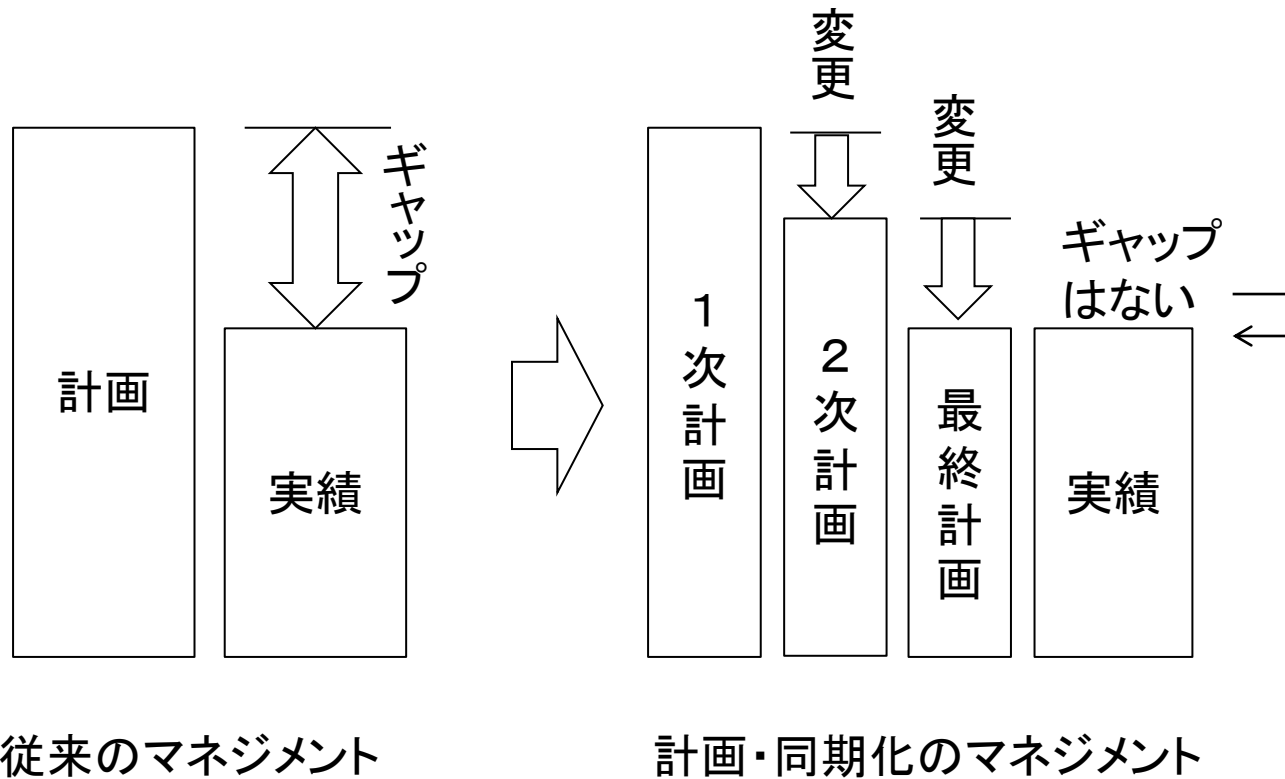 計画
実績
ギャップ
従来のマネジメント
変更
変更
1次計画
2次計画
最終計画
実績
ギャップ
はない
計画・同期化のマネジメント